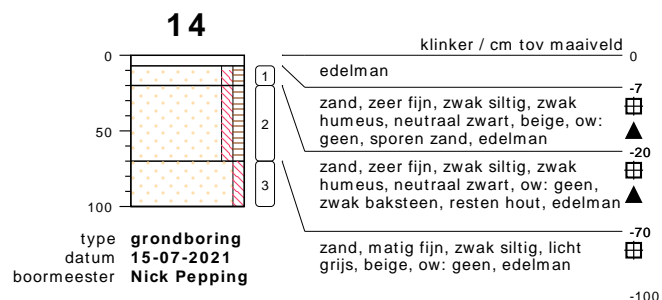 14
klinker / cm tov maaiveld 0
0
edelman
-7
1
zand, zeer fijn, zwak siltig, zwak
humeus, neutraal zwart, beige, ow:
geen, sporen zand, edelman
-20
50
2
zand, zeer fijn, zwak siltig, zwak
humeus, neutraal zwart, ow: geen,
zwak baksteen, resten hout, edelman
3
100
-70
zand, matig fijn, zwak siltig, licht
grijs, beige, ow: geen, edelman
-100
type grondboring
datum 15-07-2021
boormeester Nick Pepping